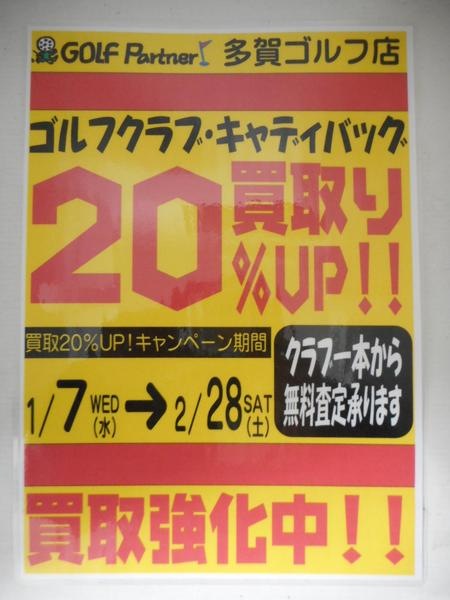 GOLF Partner 多賀ゴルフ店
ゴルフクラブ・キャディバッグ
20%UP!!
買取り
買取20%UP!キャンペーン期間
1/7 WED (水) → 2/28 SAT (土)
クラブ一本から
無料査定承ります
買取強化中!!